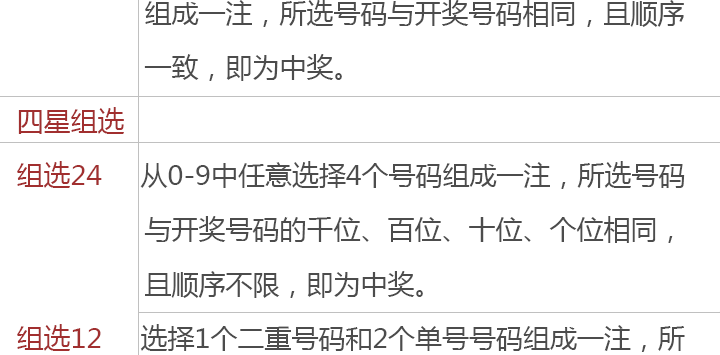 组成一注，所选号码与开奖号码相同，且顺序
一致，即为中奖。
四星组选
组选24 从0-9中任意选择4个号码组成一注，所选号码
与开奖号码的千位、百位、十位、个位相同，
且顺序不限，即为中奖。
组选12 选择1个二重号码和2个单号号码组成一注，所